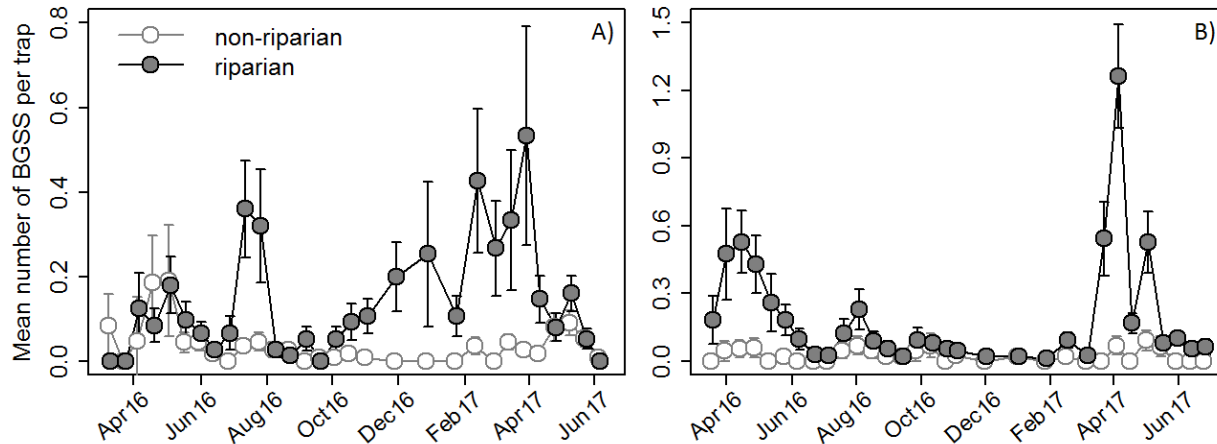 Mean number of BGSS per trap
0.8
0.6
0.4
0.2
0.0
non-riparian
riparian
A)
Apr16
Jun16
Aug16
Oct16
Dec16
Feb17
Apr17
Jun17
1.5
1.2
0.9
0.6
0.3
0.0
B)
Apr16
Jun16
Aug16
Oct16
Dec16
Feb17
Apr17
Jun17